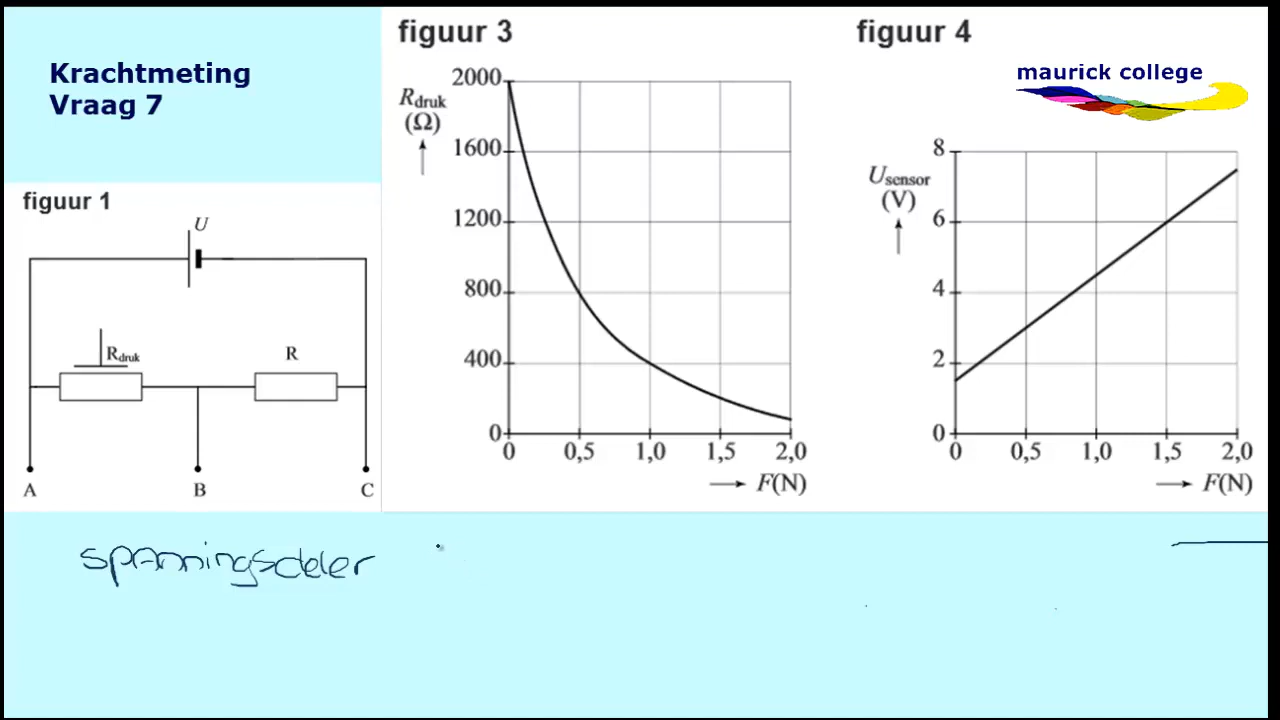 Krachtmeting
Vraag 7
figuur 1
U
Rdruk
R
A
B
C
figuur 3
Rdruk
(Ω)
2000
1600
1200
800
400
0
0 0,5 1,0 1,5 2,0
F(N)
figuur 4
maurick college
Usensor
(V)
8
6
4
2
0
0 0,5 1,0 1,5 2,0
F(N)
spanningsdeler